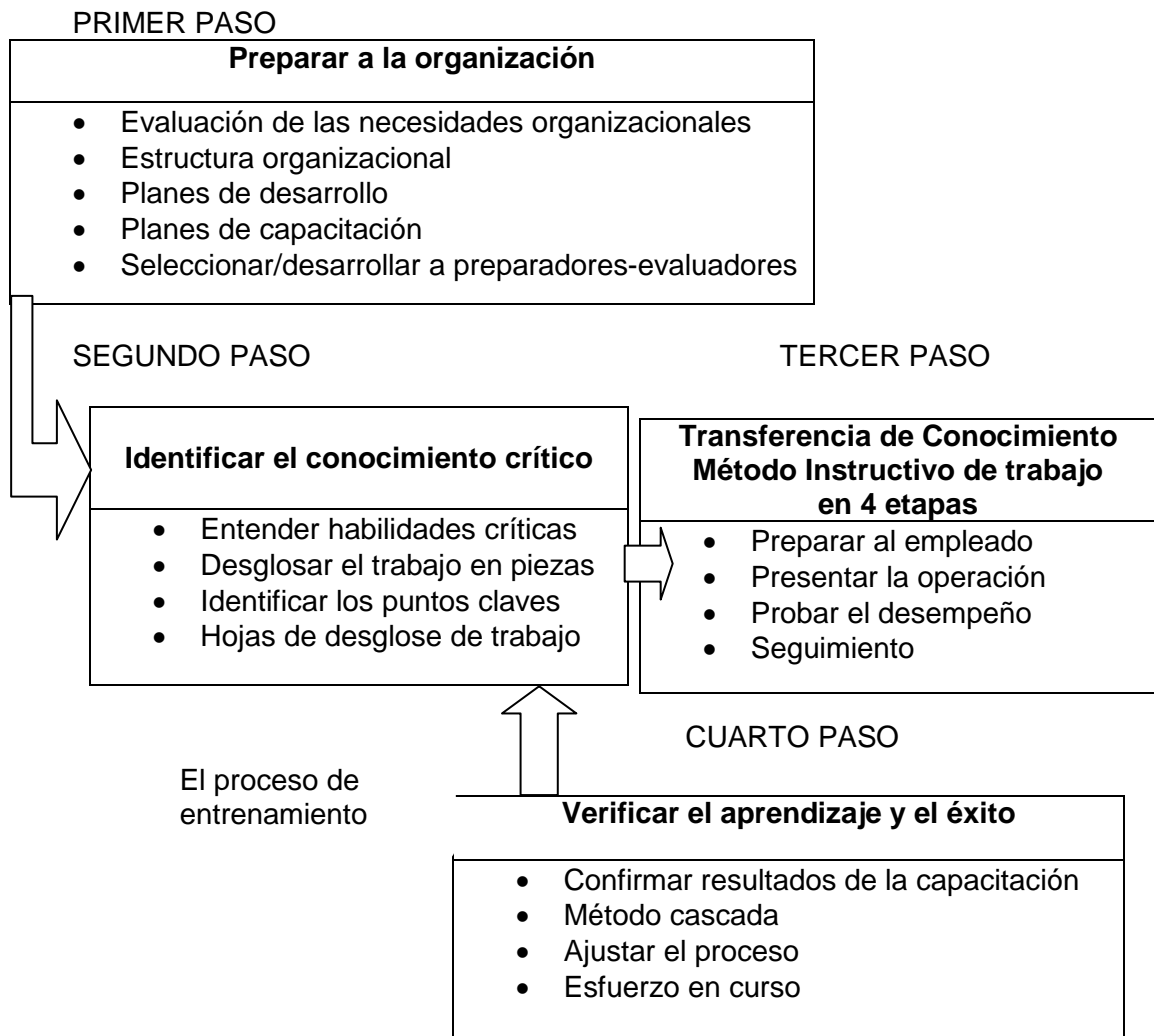 PRIMER PASO
Preparar a la organización
• Evaluación de las necesidades organizacionales
• Estructura organizacional
• Planes de desarrollo
• Planes de capacitación
• Seleccionar/desarrollar a preparadores-evaluadores
SEGUNDO PASO
Identificar el conocimiento crítico
• Entender habilidades críticas
• Desglosar el trabajo en piezas
• Identificar los puntos claves
• Hojas de desglose de trabajo
TERCER PASO
Transferencia de Conocimiento
Método Instructivo de trabajo
en 4 etapas
• Preparar al empleado
• Presentar la operación
• Probar el desempeño
• Seguimiento
CUARTO PASO
El proceso de
entrenamiento
Verificar el aprendizaje y el éxito
• Confirmar resultados de la capacitación
• Método cascada
• Ajustar el proceso
• Esfuerzo en curso